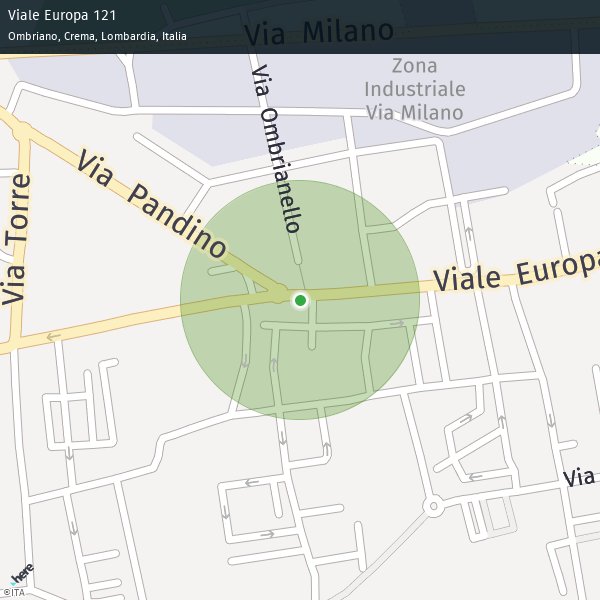 Viale Europa 121
Ombriano, Crema, Lombardia, Italia
Via Milano
Zona
Industriale
Via Milano
Via Ombrianello
Via Pandino
Via Torre
Viale Europa
Via
here
©ITA